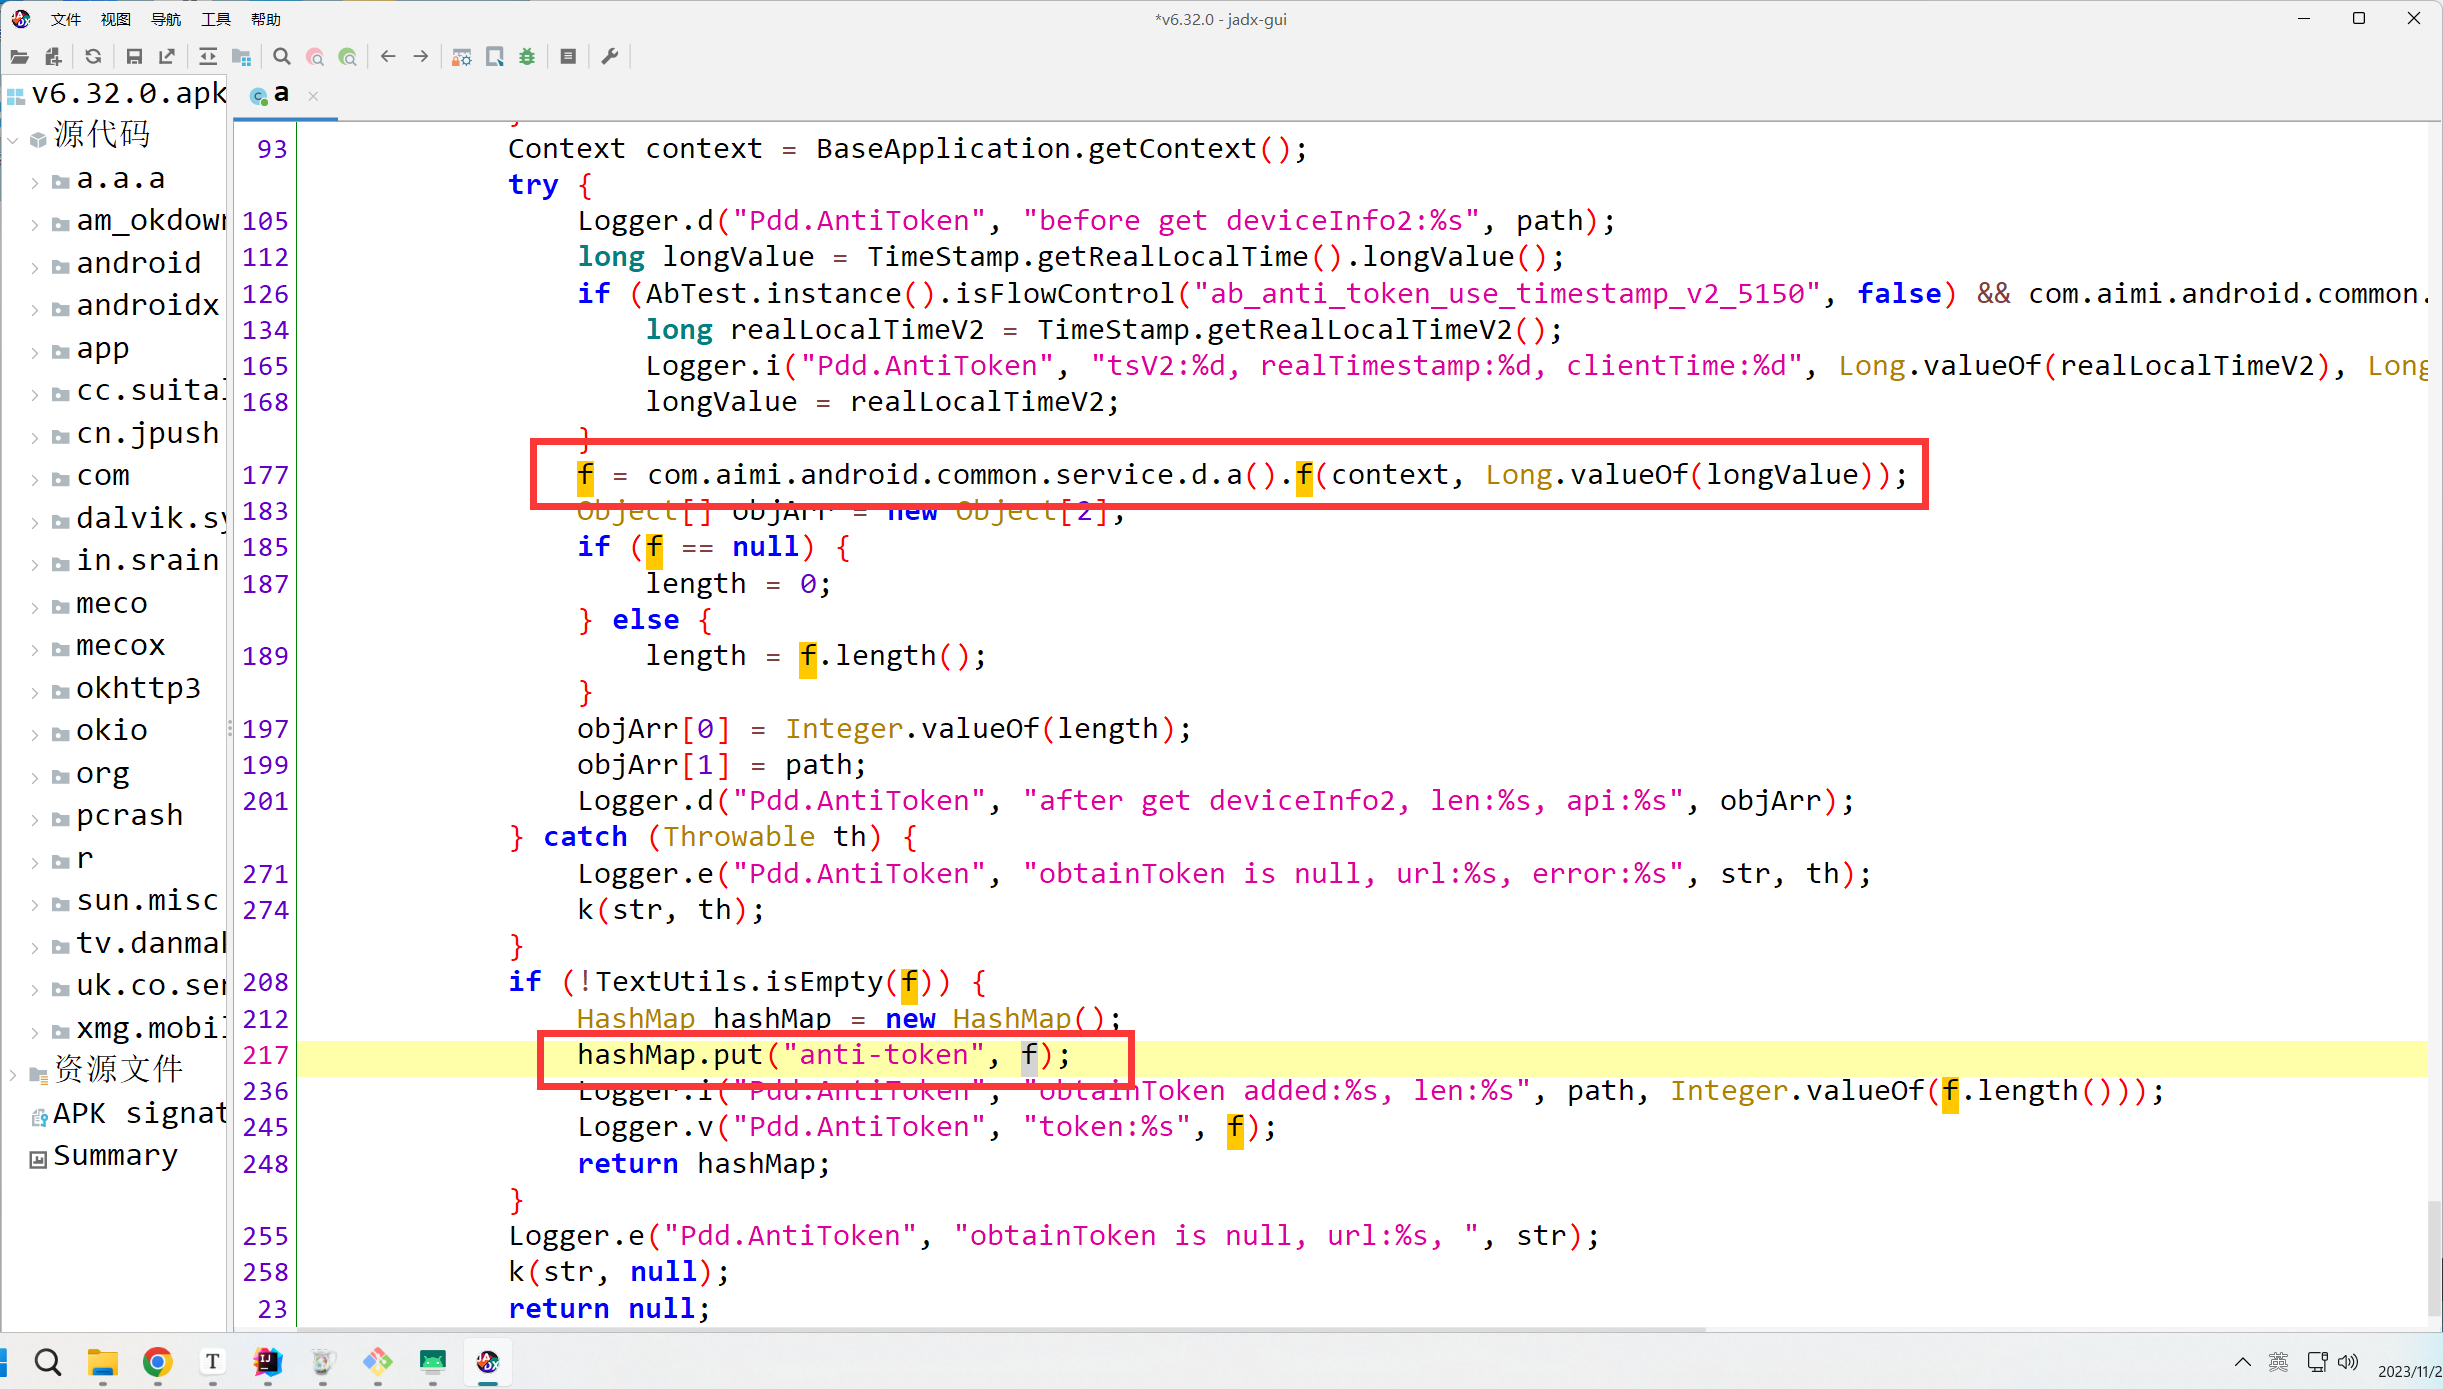 文件 视图 导航 工具 帮助
*v6.32.0 - jadx-gui
v6.32.0.apk
源代码
a.a.a
am_okdown
android
androidx
app
cc.suital
cn.jpush
com
dalvik.sy
in.srain
meco
mecox
okhttp3
okio
org
pcrash
r
sun.misc
tv.danmak
uk.co.sen
xmg.mobil
资源文件
APK signat
Summary
a
}
93 Context context = BaseApplication.getContext();
try {
105 Logger.d("Pdd.AntiToken", "before get deviceInfo2:%s", path);
112 long longValue = TimeStamp.getRealLocalTime().longValue();
126 if (AbTest.instance().isFlowControl("ab_anti_token_use_timestamp_v2_5150", false) && com.aimi.android.common.
134 long realLocalTimeV2 = TimeStamp.getRealLocalTimeV2();
165 Logger.i("Pdd.AntiToken", "tsV2:%d, realTimestamp:%d, clientTime:%d", Long.valueOf(realLocalTimeV2), Long
168 longValue = realLocalTimeV2;
}
177 f = com.aimi.android.common.service.d.a().f(context, Long.valueOf(longValue));
183 Object[] objArr = new Object[2];
185 if (f == null) {
187 length = 0;
} else {
189 length = f.length();
}
197 objArr[0] = Integer.valueOf(length);
199 objArr[1] = path;
201 Logger.d("Pdd.AntiToken", "after get deviceInfo2, len:%s, api:%s", objArr);
} catch (Throwable th) {
271 Logger.e("Pdd.AntiToken", "obtainToken is null, url:%s, error:%s", str, th);
274 k(str, th);
}
208 if (!TextUtils.isEmpty(f)) {
212 HashMap hashMap = new HashMap();
217 hashMap.put("anti-token", f);
236 Logger.i("Pdd.AntiToken", "obtainToken added:%s, len:%s", path, Integer.valueOf(f.length()));
245 Logger.v("Pdd.AntiToken", "token:%s", f);
248 return hashMap;
}
255 Logger.e("Pdd.AntiToken", "obtainToken is null, url:%s, ", str);
258 k(str, null);
23 return null;
英
2023/11/2